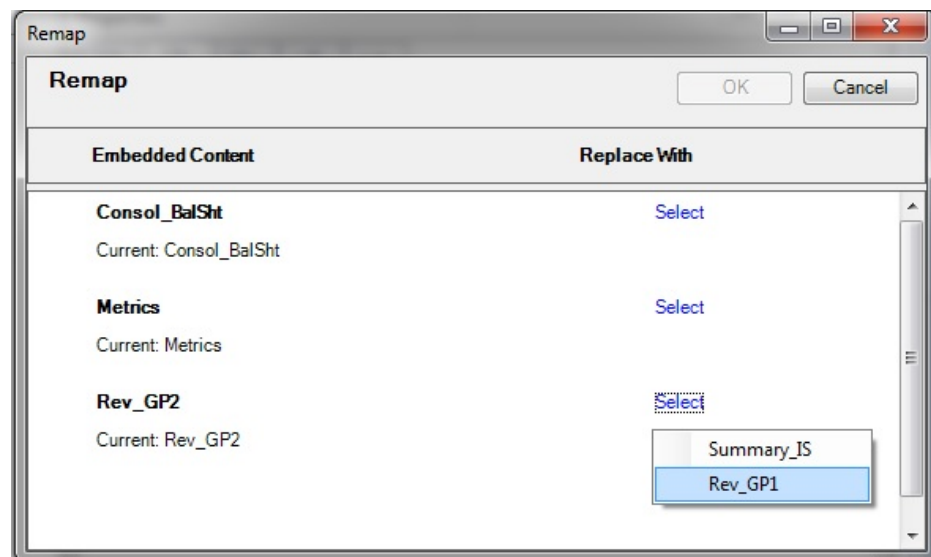 Remap
Remap
OK Cancel
Embedded Content Replace With
Consol_BalSht Select
Current: Consol_BalSht
Metrics Select
Current: Metrics
Rev_GP2 Select
Current: Rev_GP2
Summary_IS
Rev_GP1